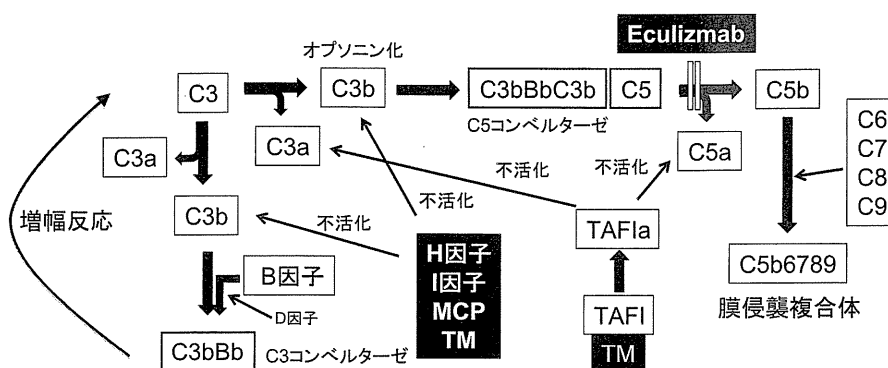 Eculizmab
オプソニン化
C3
C3b
C3bBbC3b
C5
C5b
C5コンベルターゼ
C6
C7
C8
C9
C3a
C3a
C5a
不活化
不活化
不活化
不活化
増幅反応
C3b
TAFIa
H因子
I因子
MCP
TM
B因子
D因子
C5b6789
膜侵襲複合体
TAFI
TM
C3bBb
C3コンベルターゼ